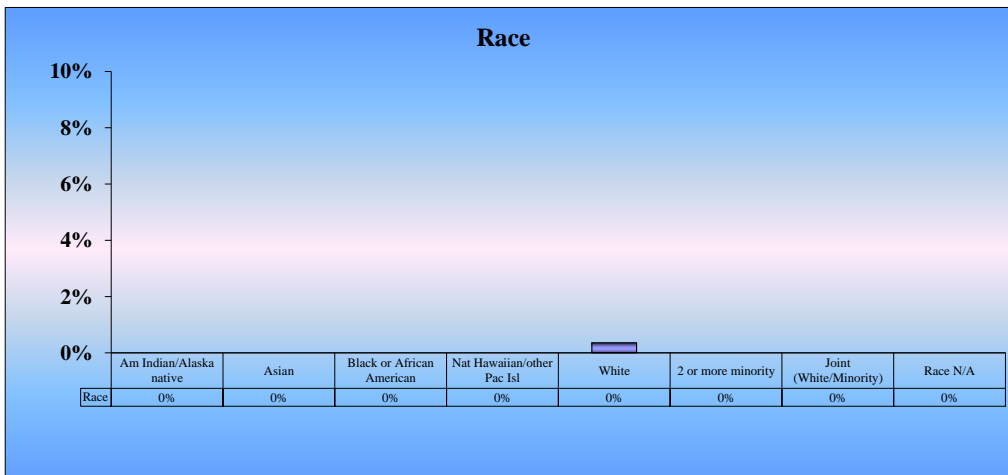 Race
10%
8%
6%
4%
2%
0%
Am Indian/Alaska native
Asian
Black or African American
Nat Hawaiian/other Pac Isl
White
2 or more minority
Joint (White/Minority)
Race N/A
Race 0% 0% 0% 0% 0% 0% 0% 0%